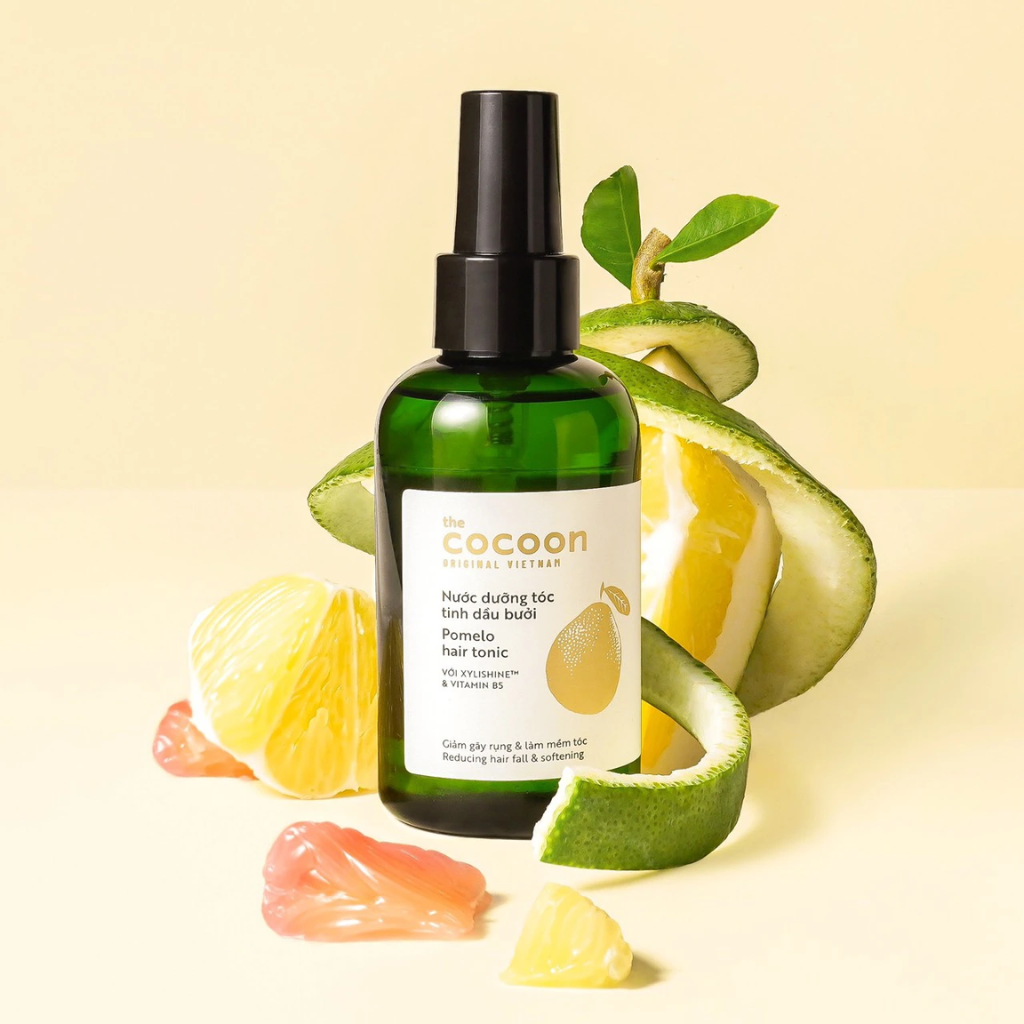 the
cocoon
ORIGINAL VIETNAM
Nước dưỡng tóc
tinh dầu bưởi
Pomelo
hair tonic
VỚI XYLISHINE™
& VITAMIN B5
Giảm gãy rụng & làm mềm tóc
Reducing hair fall & softening